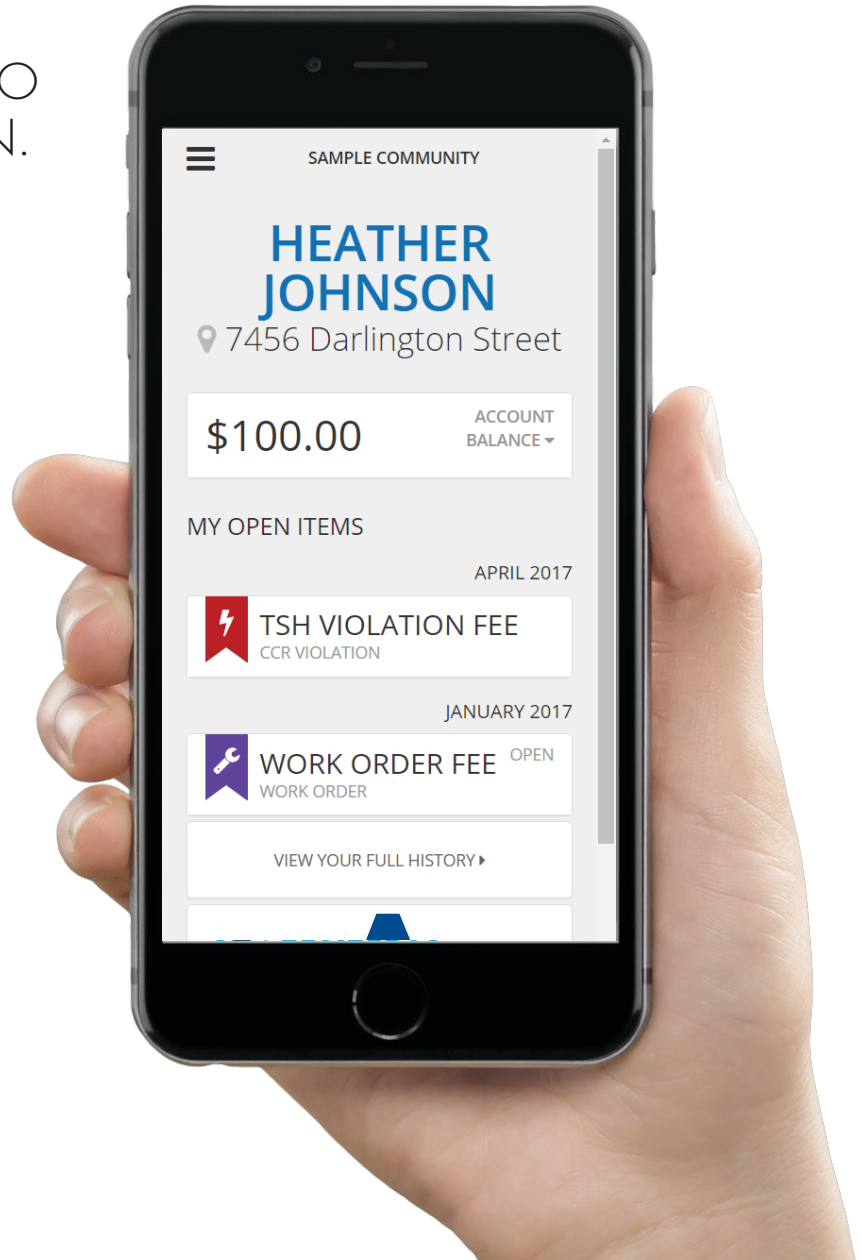 O
N.
SAMPLE COMMUNITY
HEATHER
JOHNSON
7456 Darlington Street
$100.00
ACCOUNT
BALANCE
MY OPEN ITEMS
APRIL 2017
TSH VIOLATION FEE
CCR VIOLATION
JANUARY 2017
WORK ORDER FEE
OPEN
WORK ORDER
VIEW YOUR FULL HISTORY